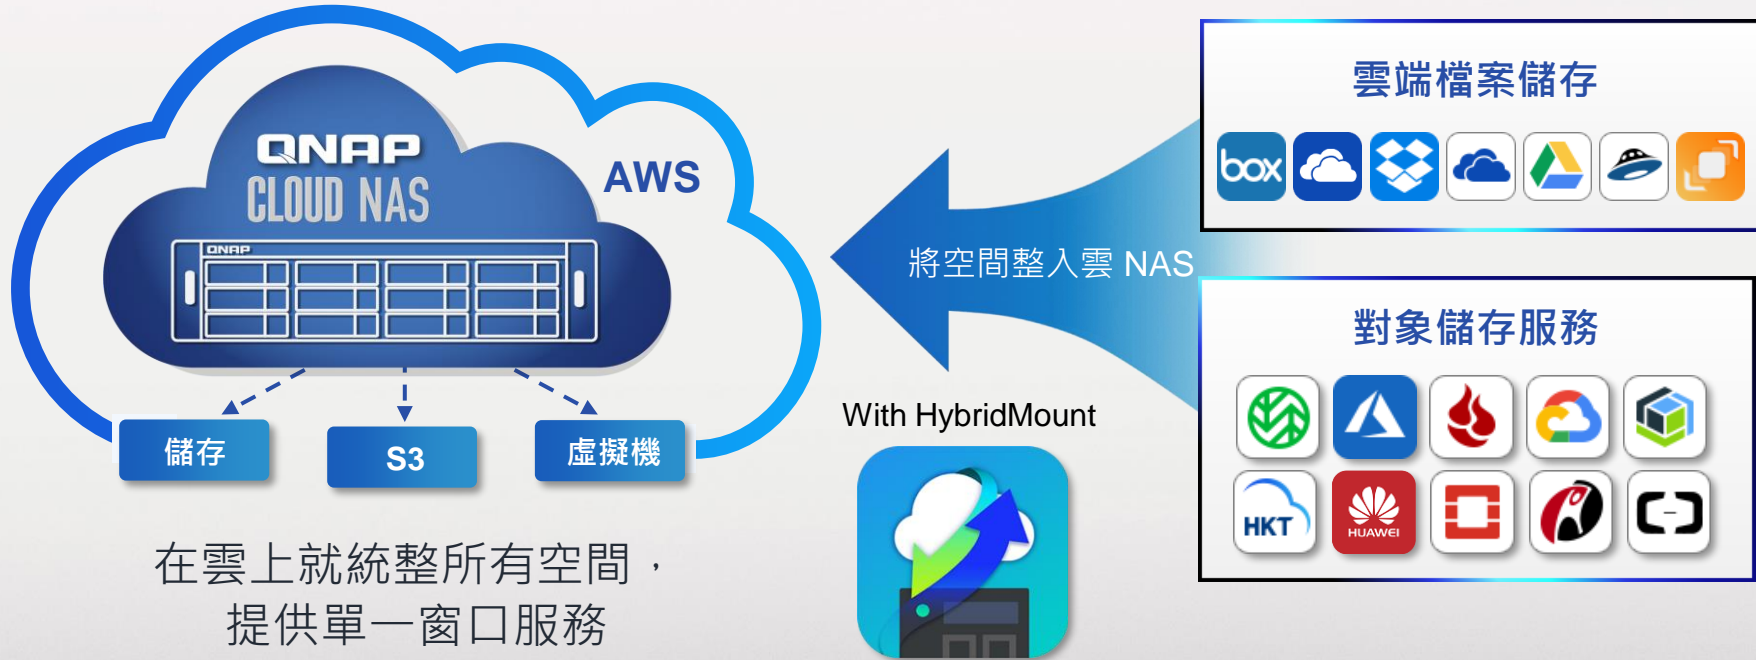 QNAP
CLOUD NAS
QNAP
AWS
儲存
S3
虛擬機
在雲上就統整所有空間，
提供單一窗口服務
將空間整入雲 NAS
With HybridMount
雲端檔案儲存
box
對象儲存服務
HKT
HUAWEI